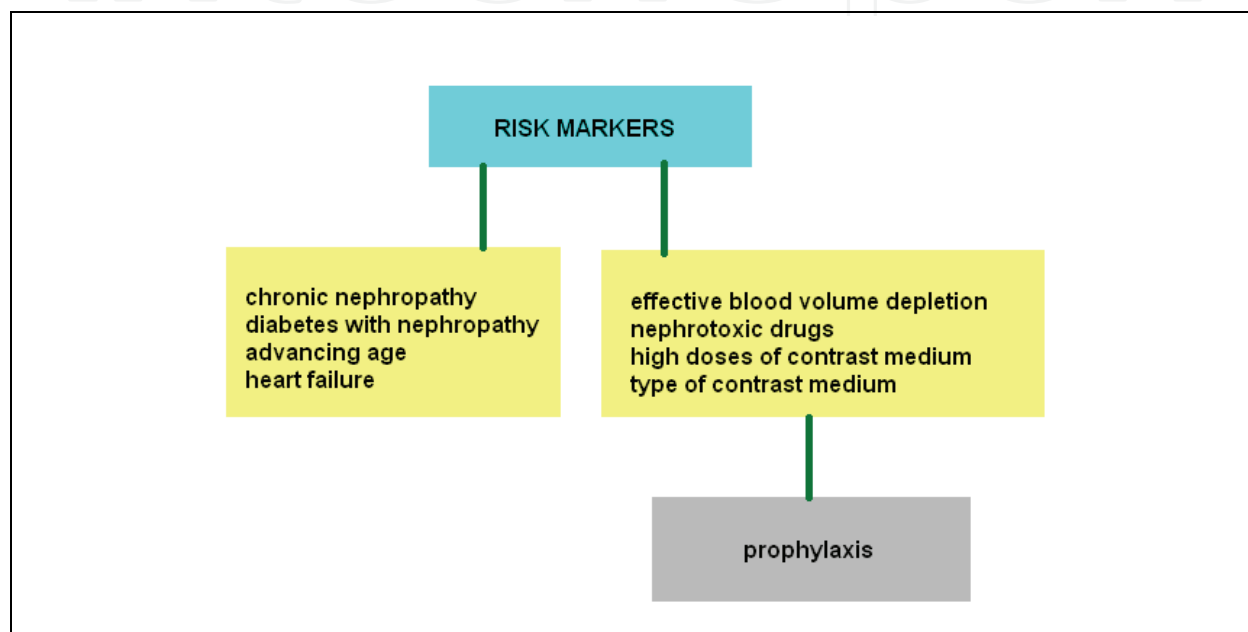 RISK MARKERS
chronic nephropathy
diabetes with nephropathy
advancing age
heart failure
effective blood volume depletion
nephrotoxic drugs
high doses of contrast medium
type of contrast medium
prophylaxis